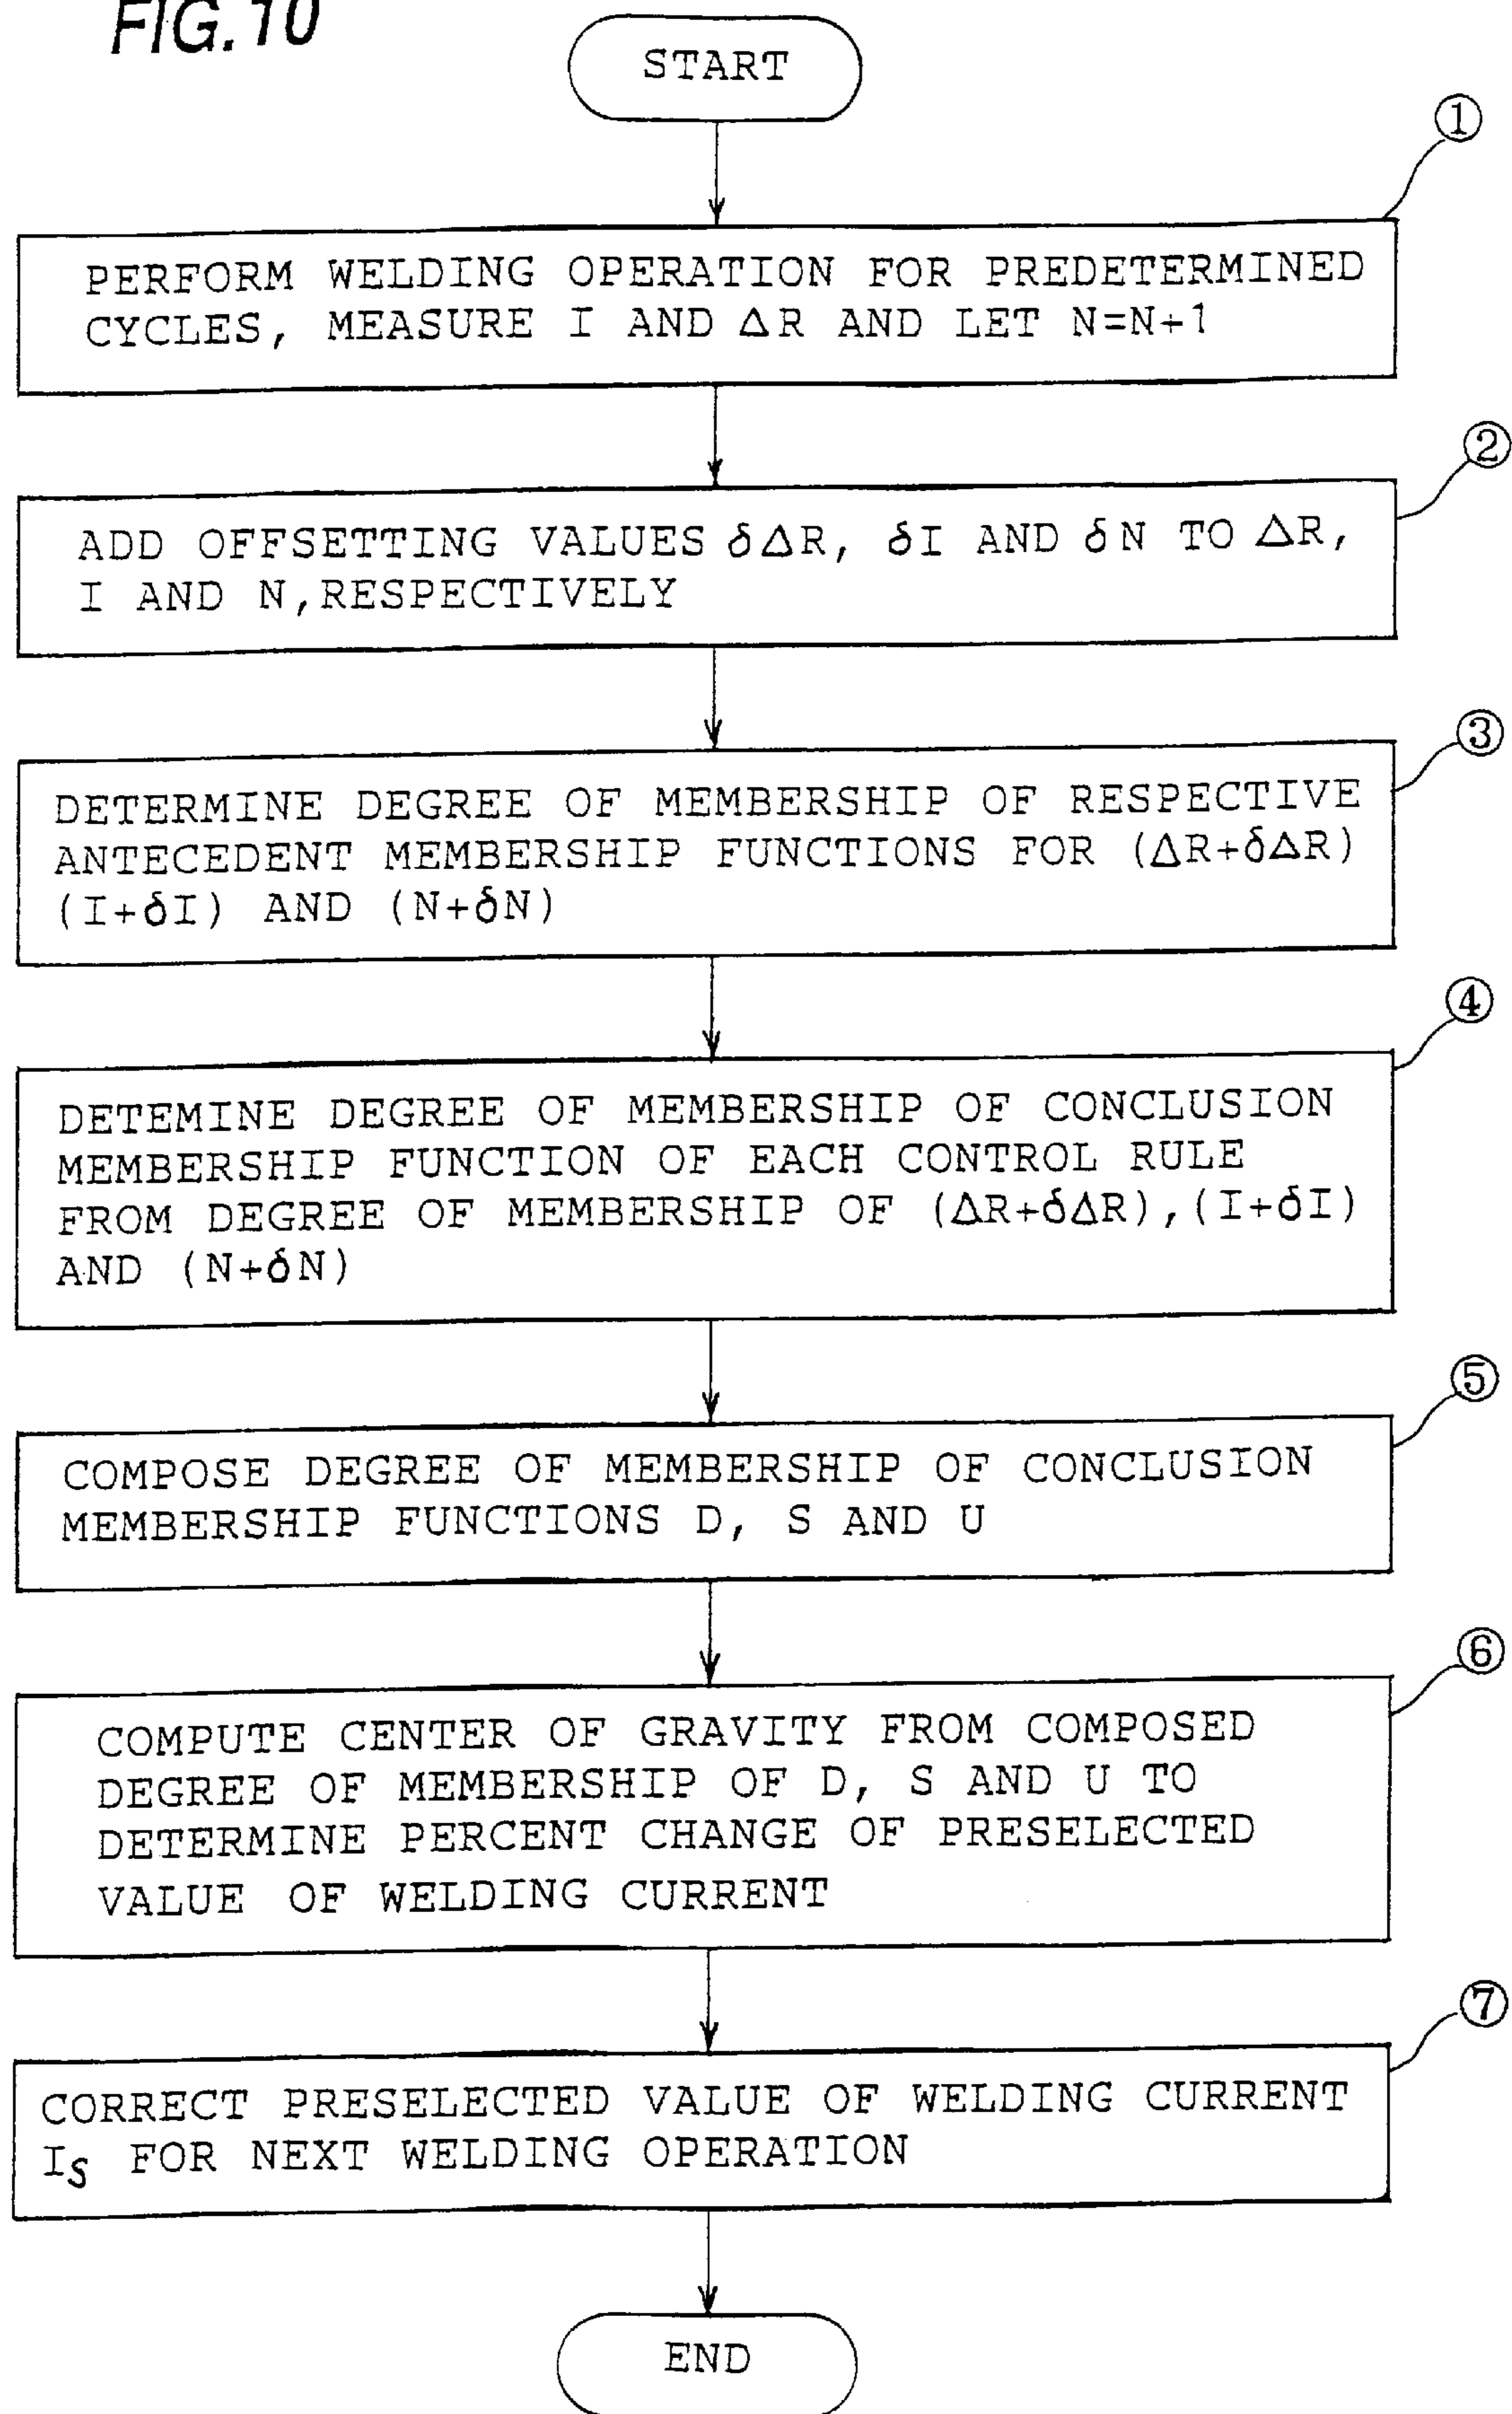 FIG.10
START
①
PERFORM WELDING OPERATION FOR PREDETERMINED
CYCLES, MEASURE I AND ΔR AND LET N=N+1
②
ADD OFFSETTING VALUES δΔR, δI AND δN TO ΔR,
I AND N,RESPECTIVELY
③
DETERMINE DEGREE OF MEMBERSHIP OF RESPECTIVE
ANTECEDENT MEMBERSHIP FUNCTIONS FOR (ΔR+δΔR)
(I+δI) AND (N+δN)
④
DETEMINE DEGREE OF MEMBERSHIP OF CONCLUSION
MEMBERSHIP FUNCTION OF EACH CONTROL RULE
FROM DEGREE OF MEMBERSHIP OF (ΔR+δΔR),(I+δI)
AND (N+δN)
⑤
COMPOSE DEGREE OF MEMBERSHIP OF CONCLUSION
MEMBERSHIP FUNCTIONS D, S AND U
⑥
COMPUTE CENTER OF GRAVITY FROM COMPOSED
DEGREE OF MEMBERSHIP OF D, S AND U TO
DETERMINE PERCENT CHANGE OF PRESELECTED
VALUE OF WELDING CURRENT
⑦
CORRECT PRESELECTED VALUE OF WELDING CURRENT
IS FOR NEXT WELDING OPERATION
END